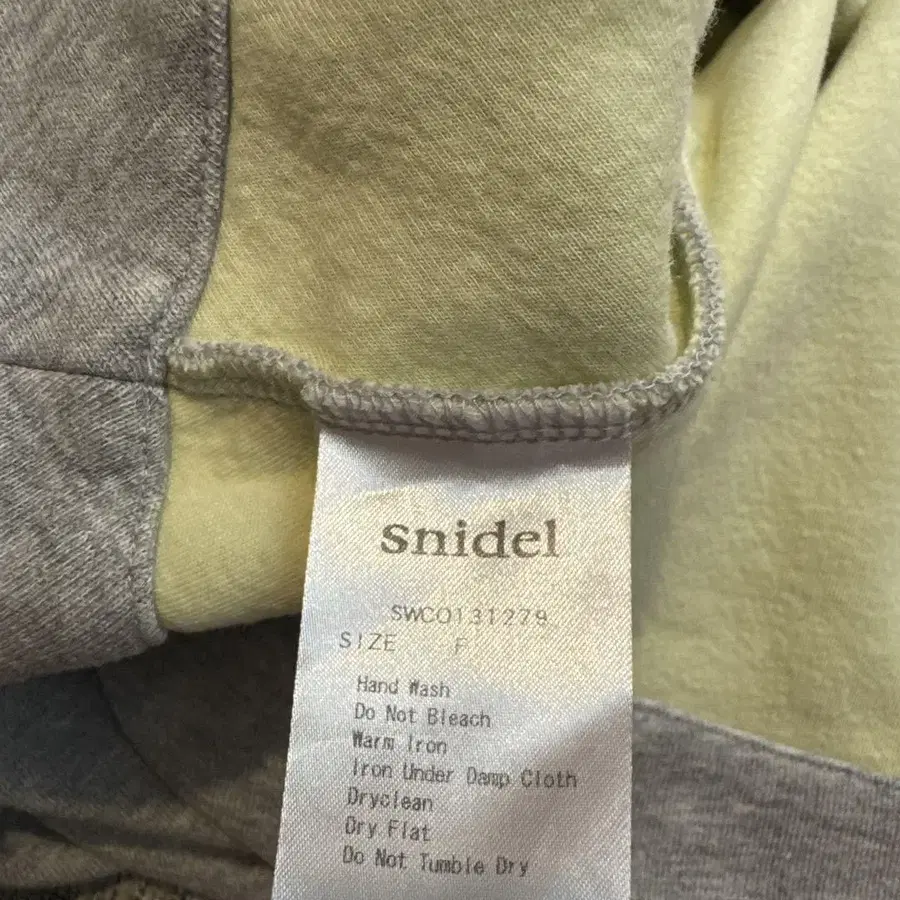 snidel
SWCO131279
SIZE F
Hand Wash
Do Not Bleach
Warm Iron
Iron Under Damp Cloth
Dryclean
Dry Flat
Do Not Tumble Dry